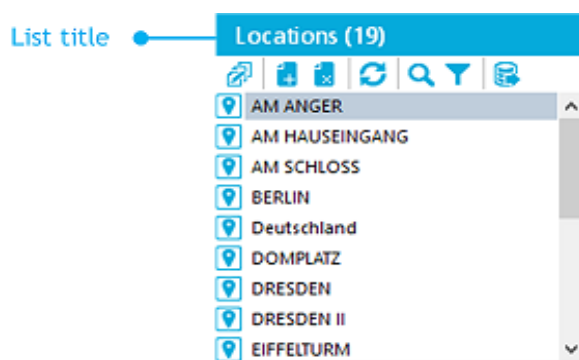 List title
Locations (19)
AM ANGER
AM HAUSEINGANG
AM SCHLOSS
BERLIN
Deutschland
DOMPLATZ
DRESDEN
DRESDEN II
EIFFELTURM